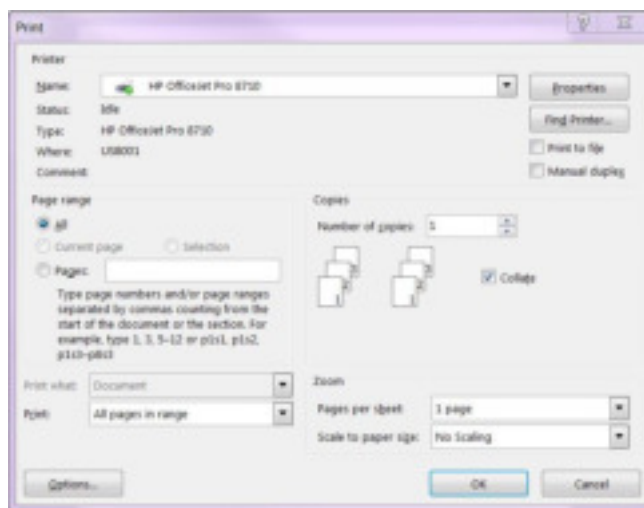 Print
Printer
Name: HP OfficeJet Pro 8710
Properties
Status: Idle
Find Printer...
Type: HP OfficeJet Pro 8710
Where: USB001
Print to file
Comment:
Manual duplex
Page range
All
Current page Selection
Pages:
Type page numbers and/or page ranges
separated by commas counting from the
start of the document or the section. For
example, type 1, 3, 5–12 or p1s1, p1s2,
p1s3–p8s3
Copies
Number of copies: 1
Collate
Print what: Document
Print: All pages in range
Zoom
Pages per sheet: 1 page
Scale to paper size: No Scaling
Options...
OK
Cancel